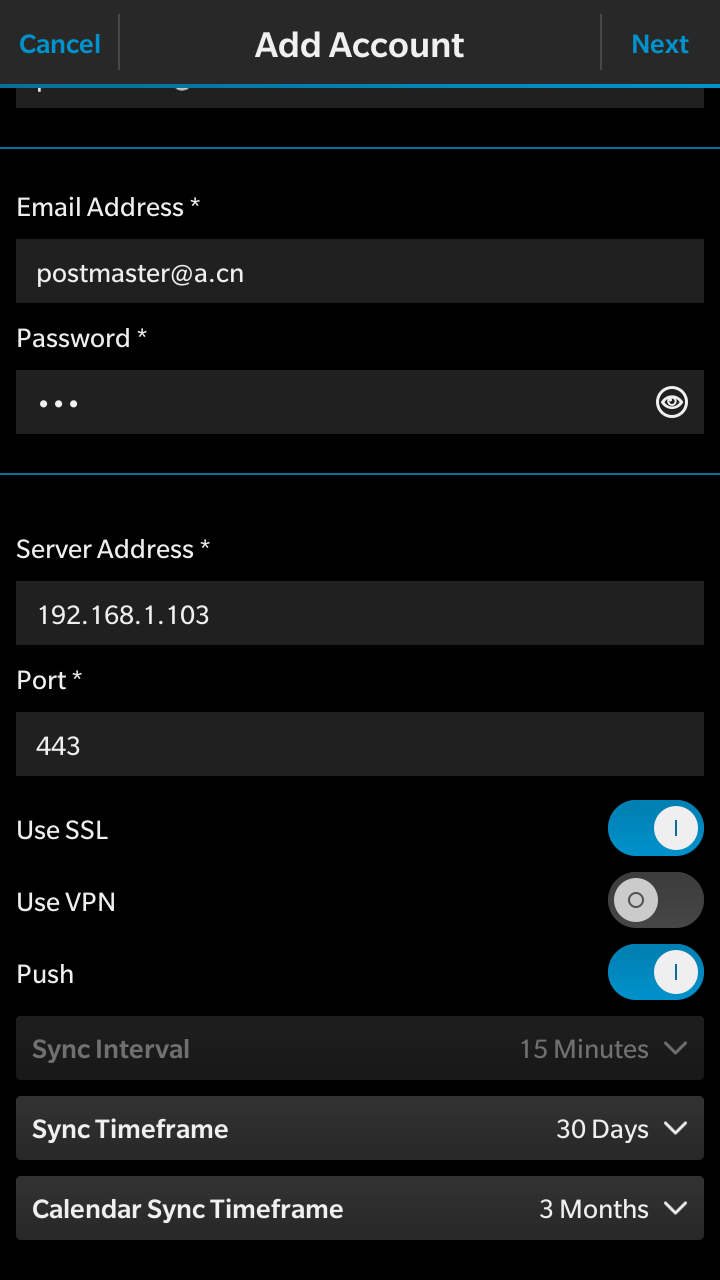 Cancel
Add Account
Next
Email Address *
postmaster@a.cn
Password *
•••
Server Address *
192.168.1.103
Port *
443
Use SSL
Use VPN
Push
Sync Interval 15 Minutes
Sync Timeframe 30 Days
Calendar Sync Timeframe 3 Months